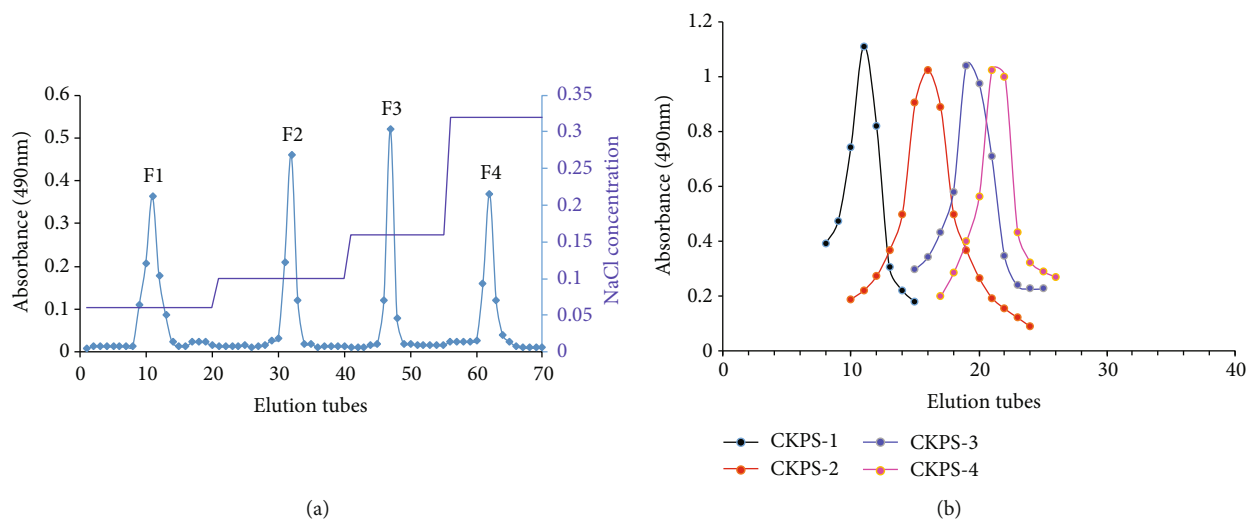 0.6
0.5
0.4
0.3
0.2
0.1
0
Absorbance (490nm)
F1
F2
F3
F4
0.35
0.3
0.25
0.2
0.15
0.1
0.05
0
NaCl concentration
0 10 20 30 40 50 60 70
Elution tubes
(a)
1.2
1
0.8
0.6
0.4
0.2
0
Absorbance (490nm)
0 10 20 30 40
Elution tubes
CKPS-1 CKPS-3
CKPS-2 CKPS-4
(b)